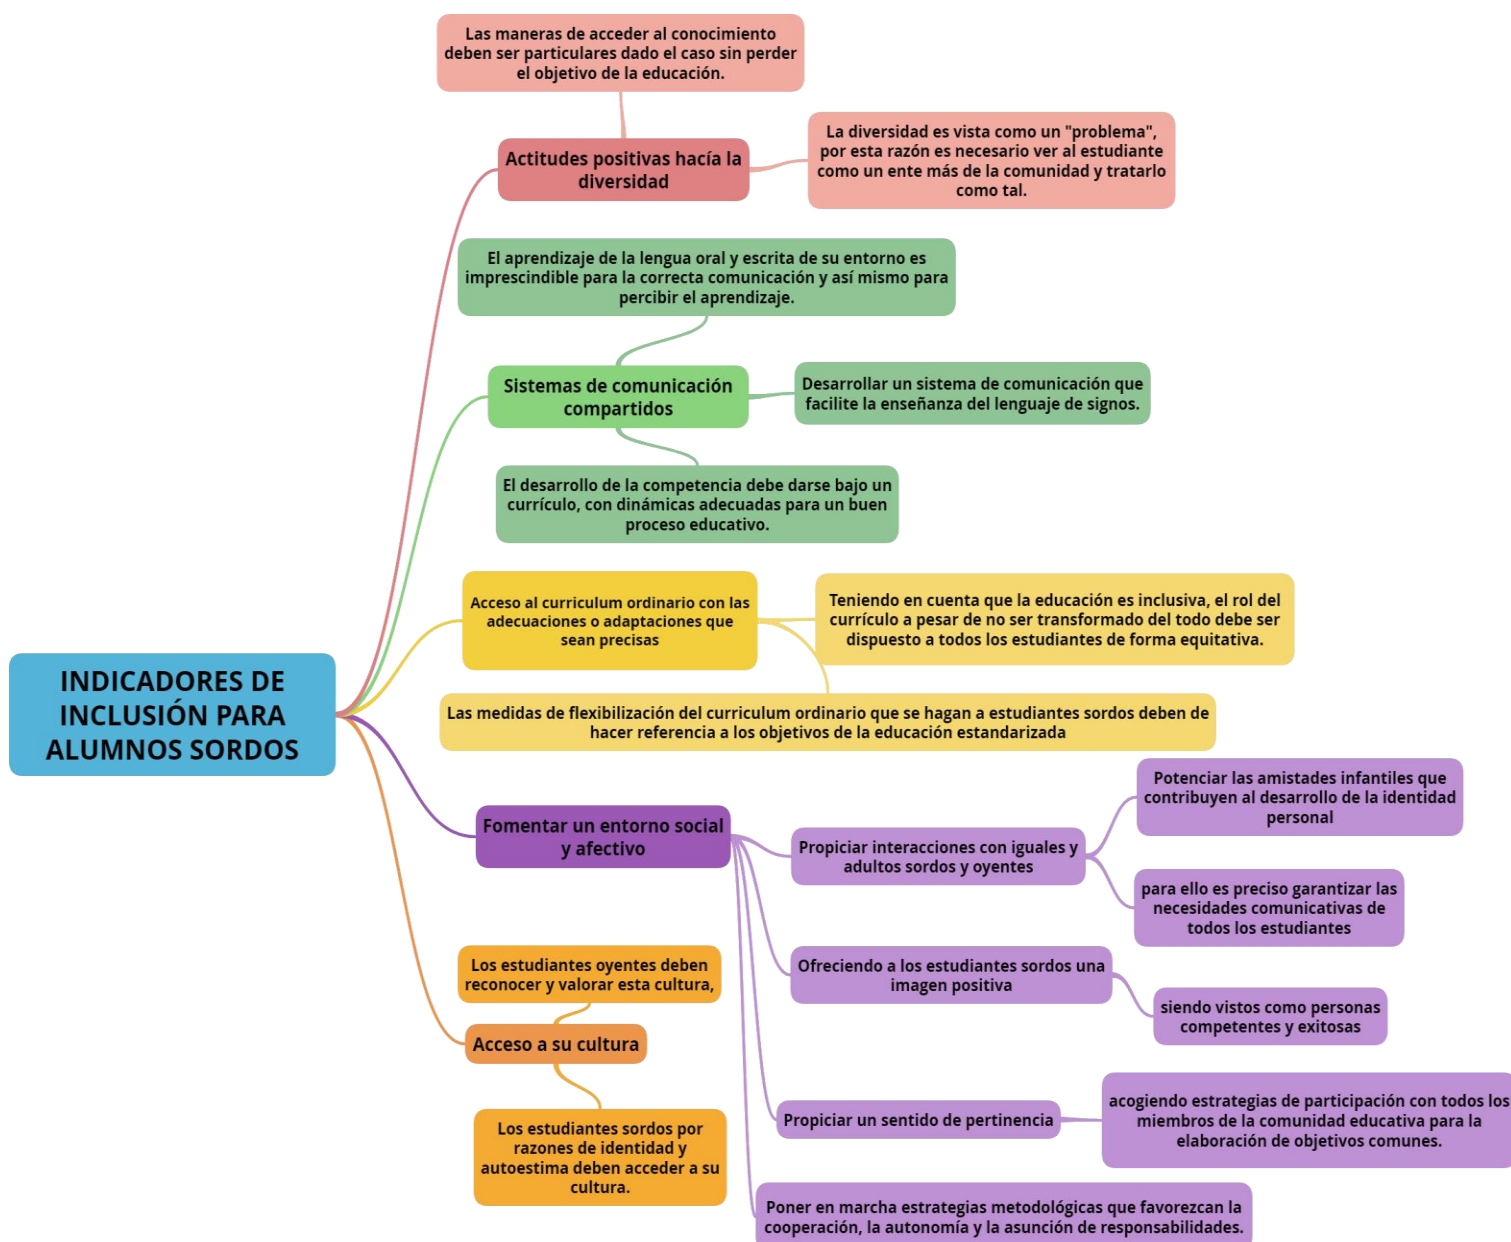 Las maneras de acceder al conocimiento
deben ser particulares dado el caso sin perder
el objetivo de la educación.
Actitudes positivas hacía la
diversidad
La diversidad es vista como un "problema",
por esta razón es necesario ver al estudiante
como un ente más de la comunidad y tratarlo
como tal.
El aprendizaje de la lengua oral y escrita de su entorno es
imprescindible para la correcta comunicación y así mismo para
percibir el aprendizaje.
Sistemas de comunicación
compartidos
Desarrollar un sistema de comunicación que
facilite la enseñanza del lenguaje de signos.
El desarrollo de la competencia debe darse bajo un
currículo, con dinámicas adecuadas para un buen
proceso educativo.
Acceso al curriculum ordinario con las
adecuaciones o adaptaciones que
sean precisas
Teniendo en cuenta que la educación es inclusiva, el rol del
currículo a pesar de no ser transformado del todo debe ser
dispuesto a todos los estudiantes de forma equitativa.
Las medidas de flexibilización del curriculum ordinario que se hagan a estudiantes sordos deben de
hacer referencia a los objetivos de la educación estandarizada
INDICADORES DE
INCLUSIÓN PARA
ALUMNOS SORDOS
Fomentar un entorno social
y afectivo
Propiciar interacciones con iguales y
adultos sordos y oyentes
Potenciar las amistades infantiles que
contribuyen al desarrollo de la identidad
personal
para ello es preciso garantizar las
necesidades comunicativas de
todos los estudiantes
Ofreciendo a los estudiantes sordos una
imagen positiva
siendo vistos como personas
competentes y exitosas
Propiciar un sentido de pertinencia
acogiendo estrategias de participación con todos los
miembros de la comunidad educativa para la
elaboración de objetivos comunes.
Poner en marcha estrategias metodológicas que favorezcan la
cooperación, la autonomía y la asunción de responsabilidades.
Los estudiantes oyentes deben
reconocer y valorar esta cultura,
Acceso a su cultura
Los estudiantes sordos por
razones de identidad y
autoestima deben acceder a su
cultura.